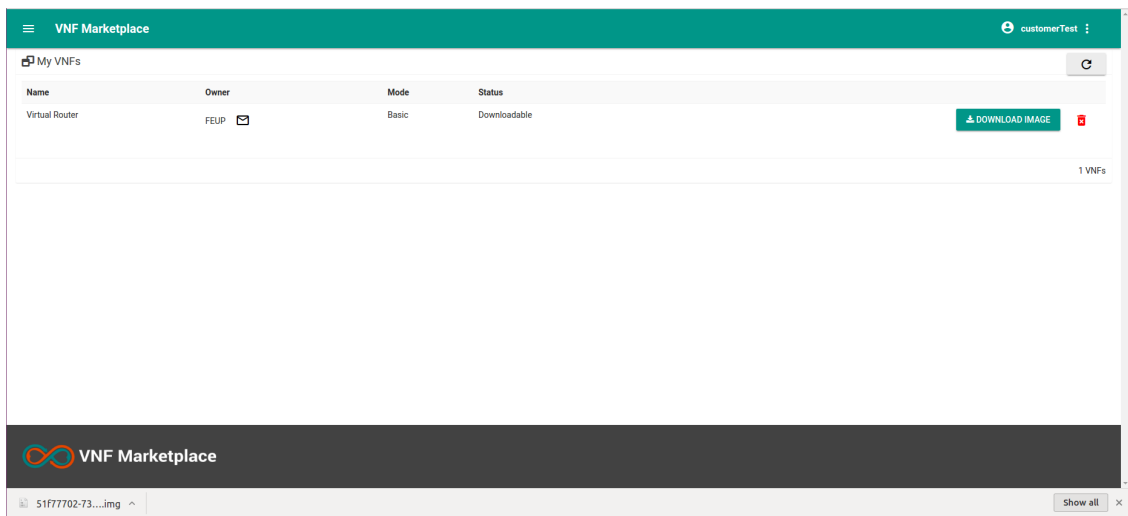 VNF Marketplace
customerTest
My VNFs
Name Owner Mode Status
Virtual Router FEUP Basic Downloadable DOWNLOAD IMAGE
1 VNFs
VNF Marketplace
51f77702-73....img Show all